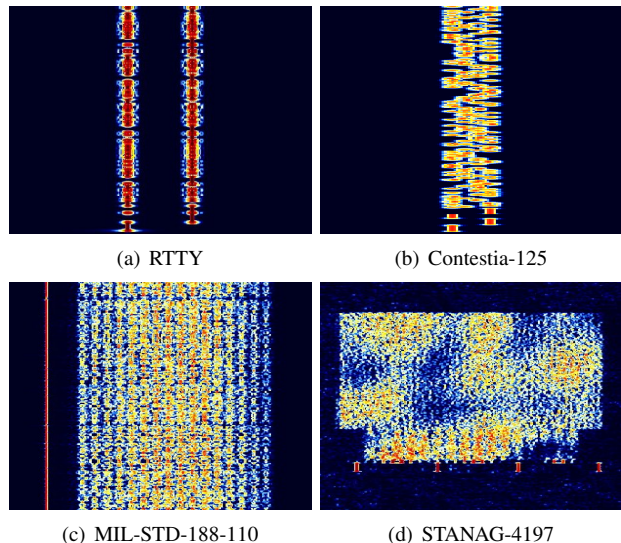 (a) RTTY
(b) Contestia-125
(c) MIL-STD-188-110
(d) STANAG-4197